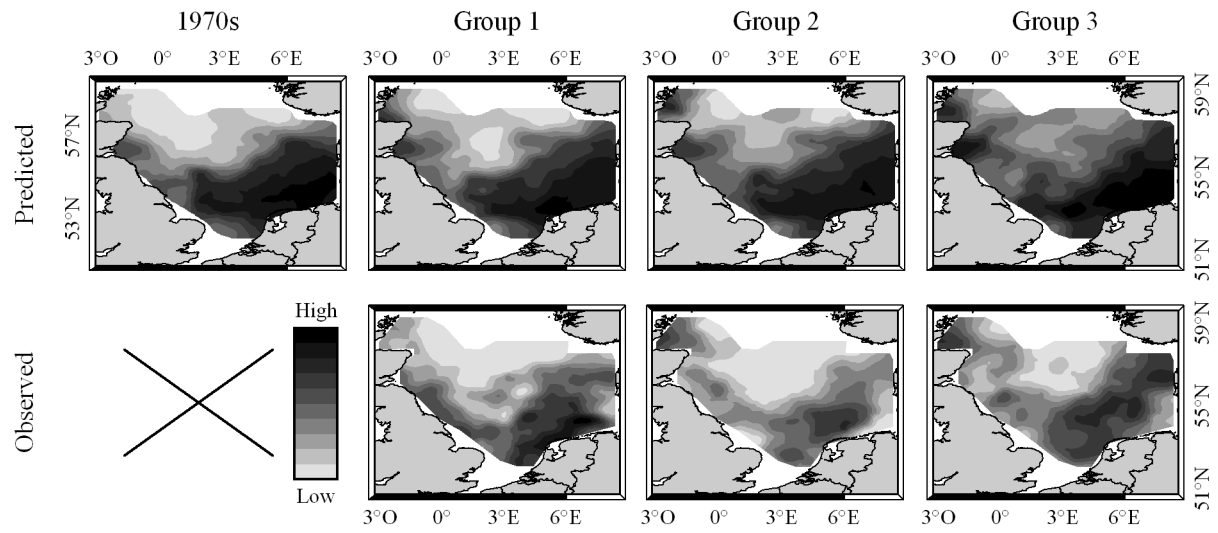 1970s Group 1 Group 2 Group 3
3°O 0° 3°E 6°E 3°O 0° 3°E 6°E 3°O 0° 3°E 6°E 3°O 0° 3°E 6°E
Predicted
57°N
53°N
59°N
55°N
51°N
Observed
High
Low
59°N
55°N
51°N
3°O 0° 3°E 6°E 3°O 0° 3°E 6°E 3°O 0° 3°E 6°E